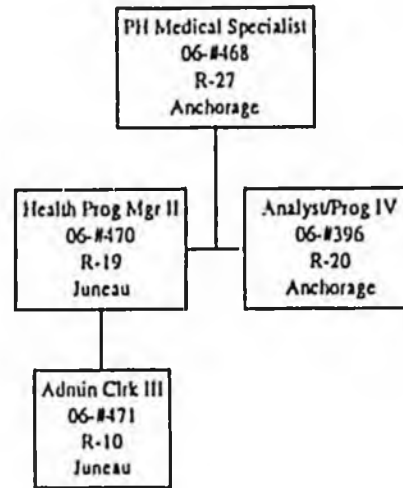 PH Medical Specialist
06-#468
R-27
Anchorage
Health Prog Mgr II
06-#470
R-19
Juneau
Analyst/Prog IV
06-#396
R-20
Anchorage
Admin Clrk III
06-#471
R-10
Juneau